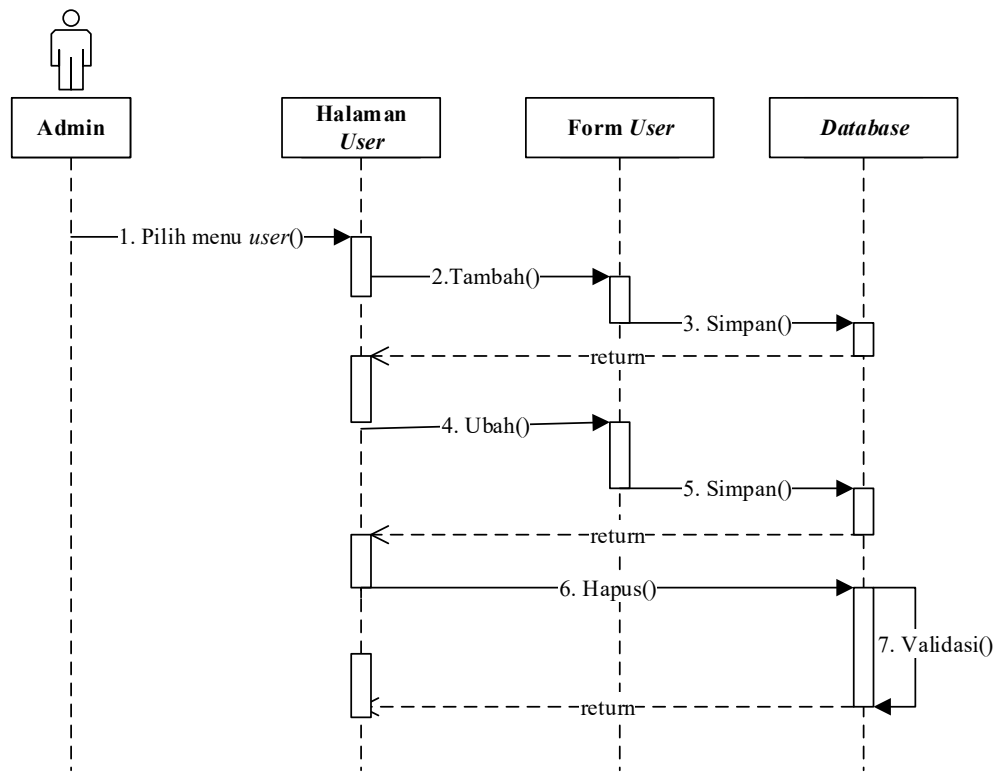 Admin
Halaman
User
Form User
Database
1. Pilih menu user()
2.Tambah()
3. Simpan()
return
4. Ubah()
5. Simpan()
return
6. Hapus()
7. Validasi()
return